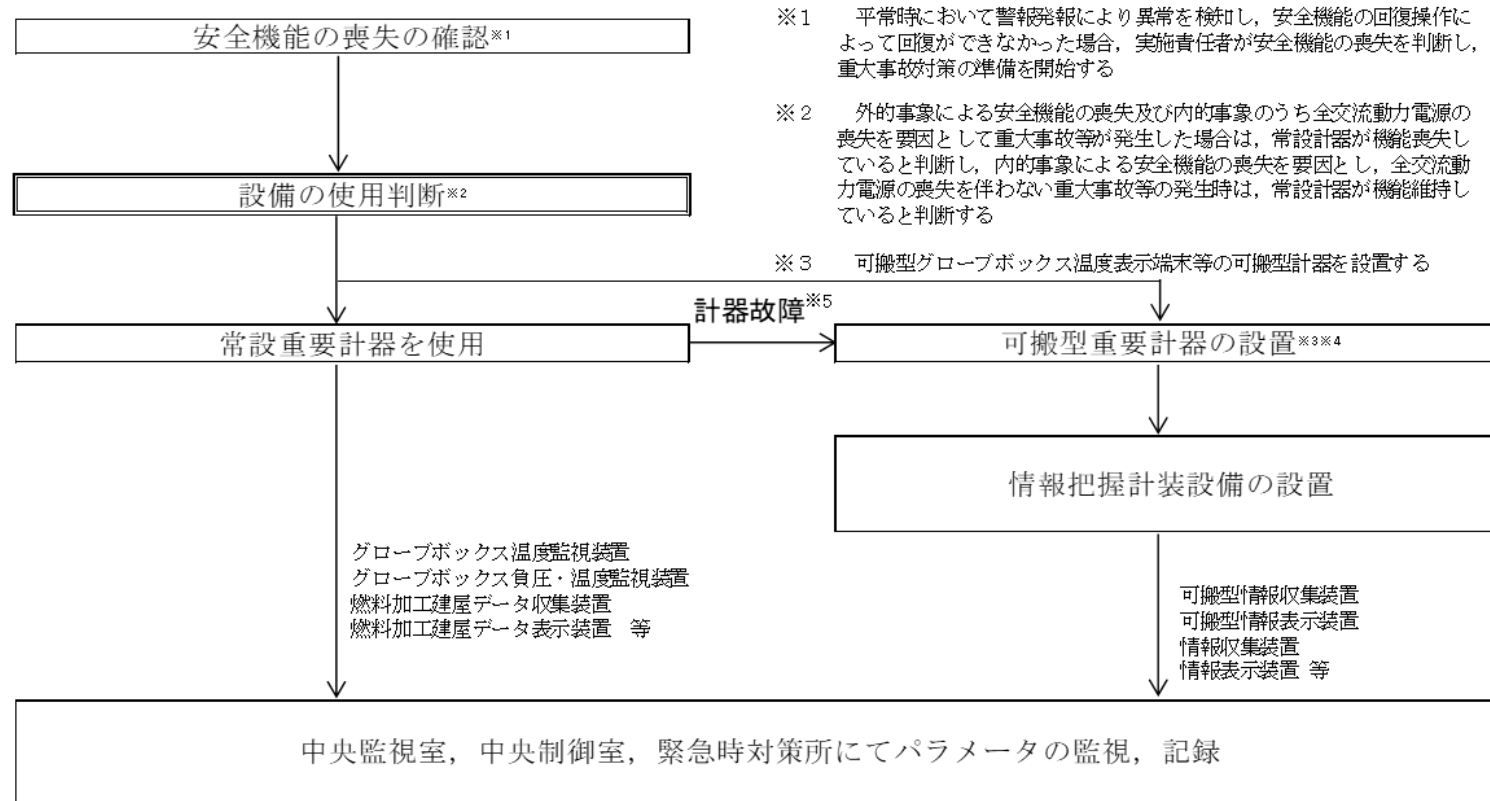 安全機能の喪失の確認※1
※1 平常時において警報発報により異常を検知し，安全機能の回復操作に
よって回復ができなかった場合，実施責任者が安全機能の喪失を判断し，
重大事故対策の準備を開始する
※2 外的事象による安全機能の喪失及び内的事象のうち全交流動力電源の
喪失を要因として重大事故等が発生した場合は，常設計器が機能喪失し
ていると判断し，内的事象による安全機能の喪失を要因とし，全交流動
力電源の喪失を伴わない重大事故等の発生時は，常設計器が機能維持し
ていると判断する
設備の使用判断※2
※3 可搬型グローブボックス温度表示端末等の可搬型計器を設置する
計器故障※5
常設重要計器を使用
可搬型重要計器の設置※3※4
情報把握計装設備の設置
グローブボックス温度監視装置
グローブボックス負圧・温度監視装置
燃料加工建屋データ収集装置
燃料加工建屋データ表示装置 等
可搬型情報収集装置
可搬型情報表示装置
情報収集装置
情報表示装置 等
中央監視室，中央制御室，緊急時対策所にてパラメータの監視，記録